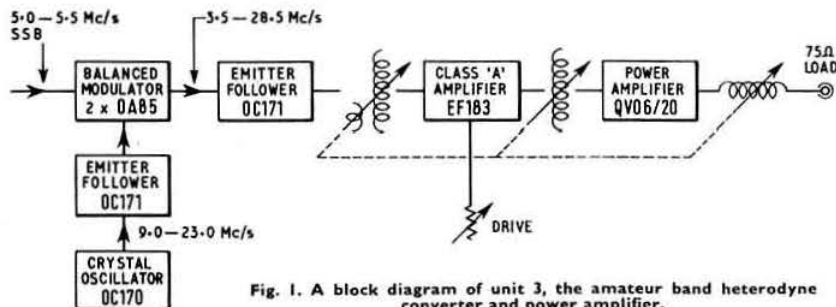 5·0—5·5 Mc/s
SSB
3·5—28·5 Mc/s
BALANCED
MODULATOR
2 x OA85
EMITTER
FOLLOWER
OC171
CLASS 'A'
AMPLIFIER
EF183
POWER
AMPLIFIER
QV06/20
75Ω
LOAD
EMITTER
FOLLOWER
OC171
DRIVE
9·0—23·0 Mc/s
CRYSTAL
OSCILLATOR
OC170
Fig. 1. A block diagram of unit 3, the amateur band heterodyne
converter and power amplifier.